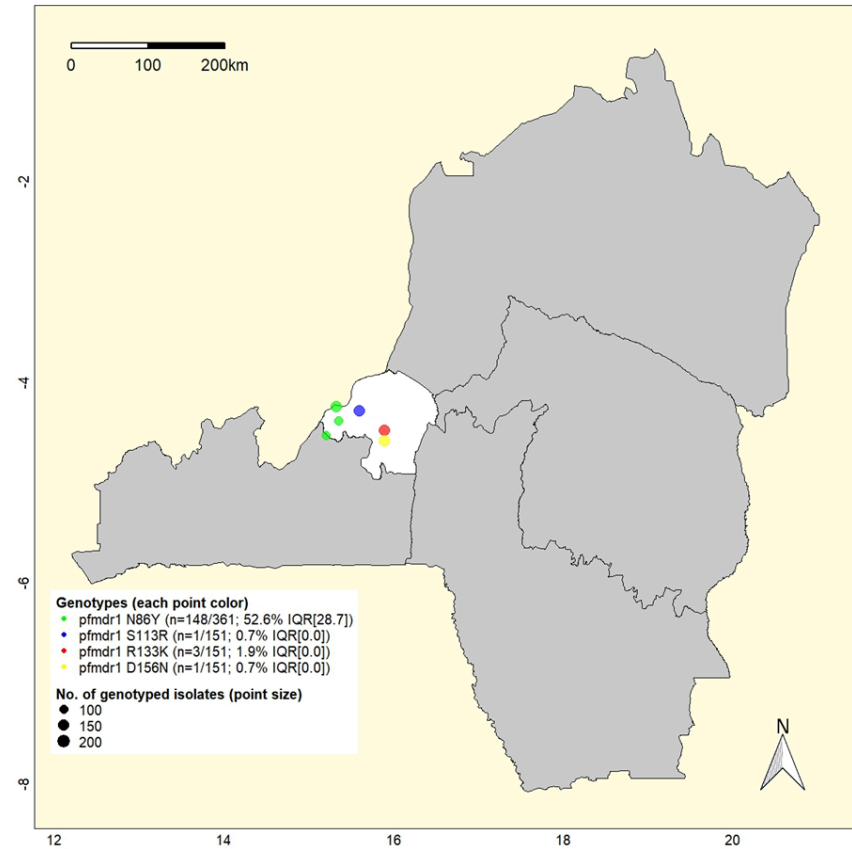 0 100 200km
-2
-4
-6
-8
Genotypes (each point color)
pfmdr1 N86Y (n=148/361; 52.6% IQR[28.7])
pfmdr1 S113R (n=1/151; 0.7% IQR[0.0])
pfmdr1 R133K (n=3/151; 1.9% IQR[0.0])
pfmdr1 D156N (n=1/151; 0.7% IQR[0.0])
No. of genotyped isolates (point size)
100
150
200
N
12 14 16 18 20